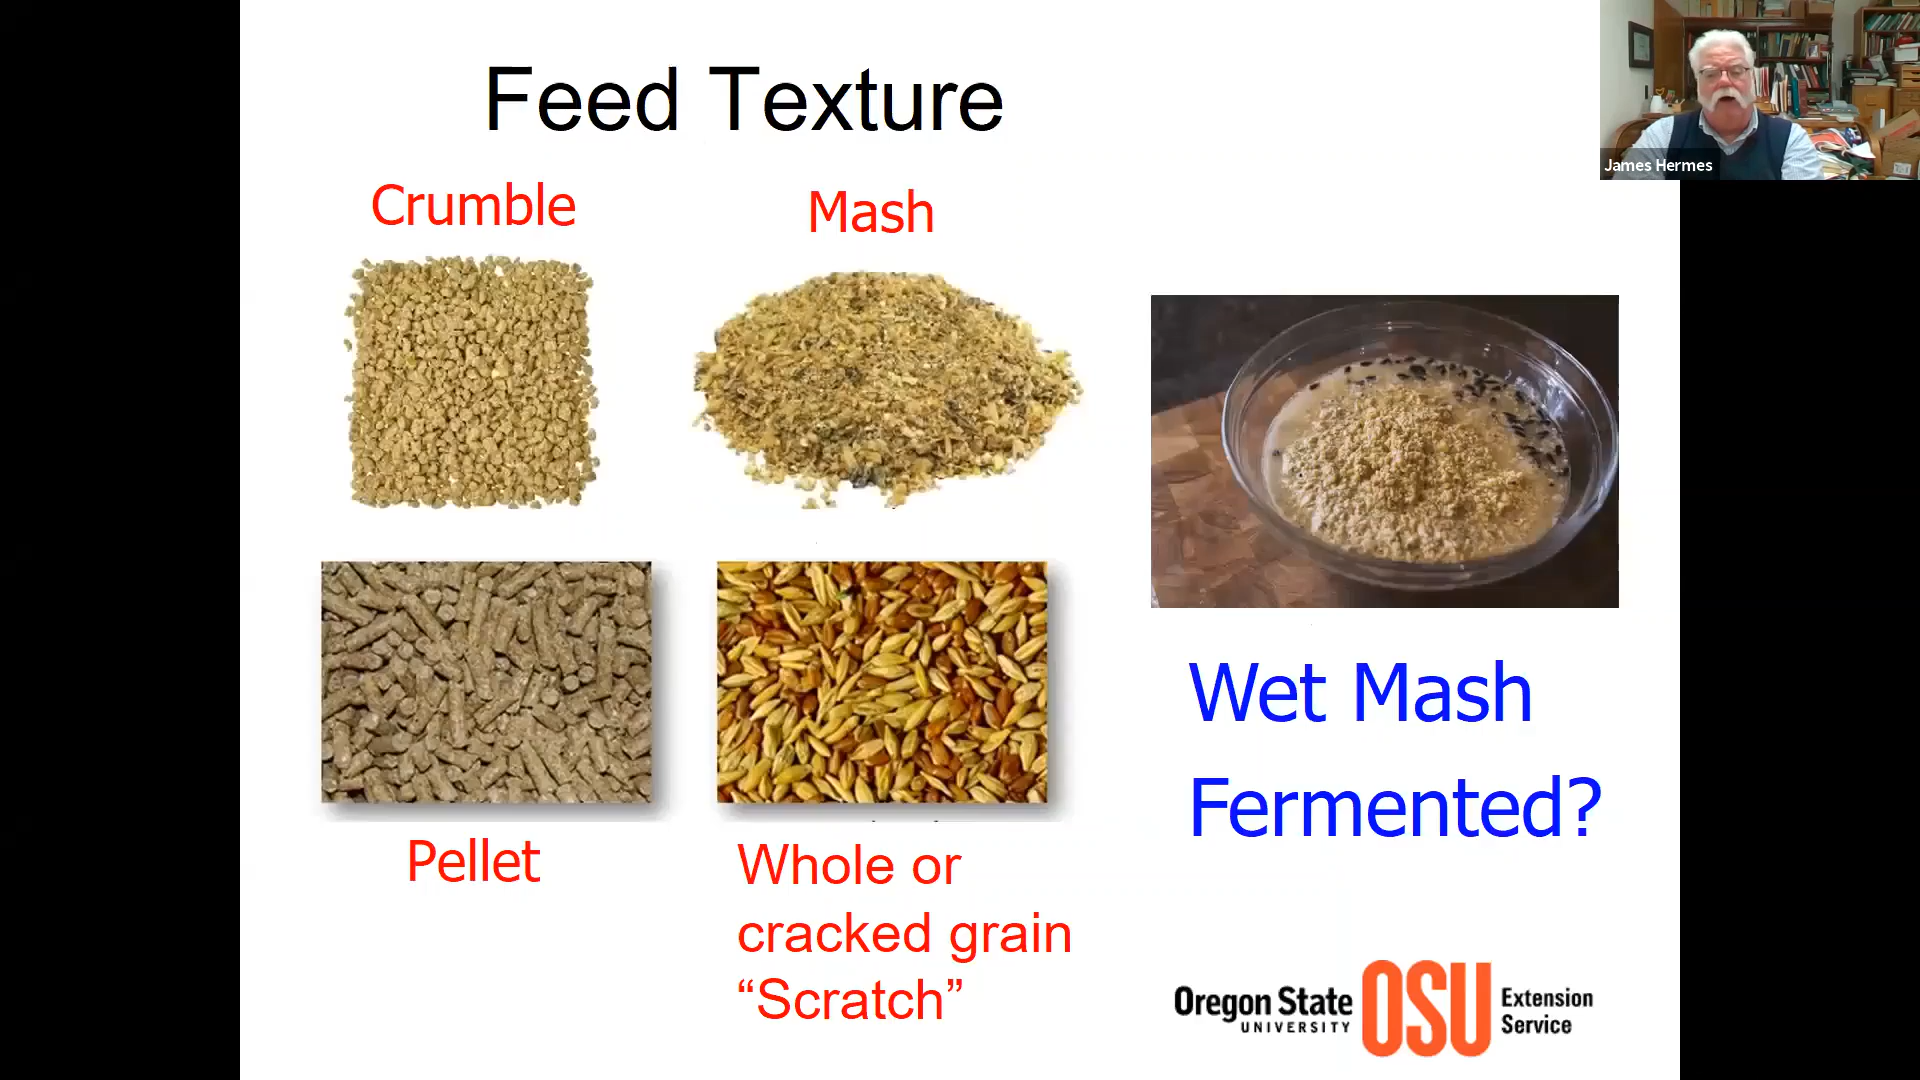 Feed Texture
James Hermes
Crumble
Mash
Pellet
Whole or
cracked grain
“Scratch”
Wet Mash
Fermented?
Oregon State
UNIVERSITY
OSU
Extension
Service